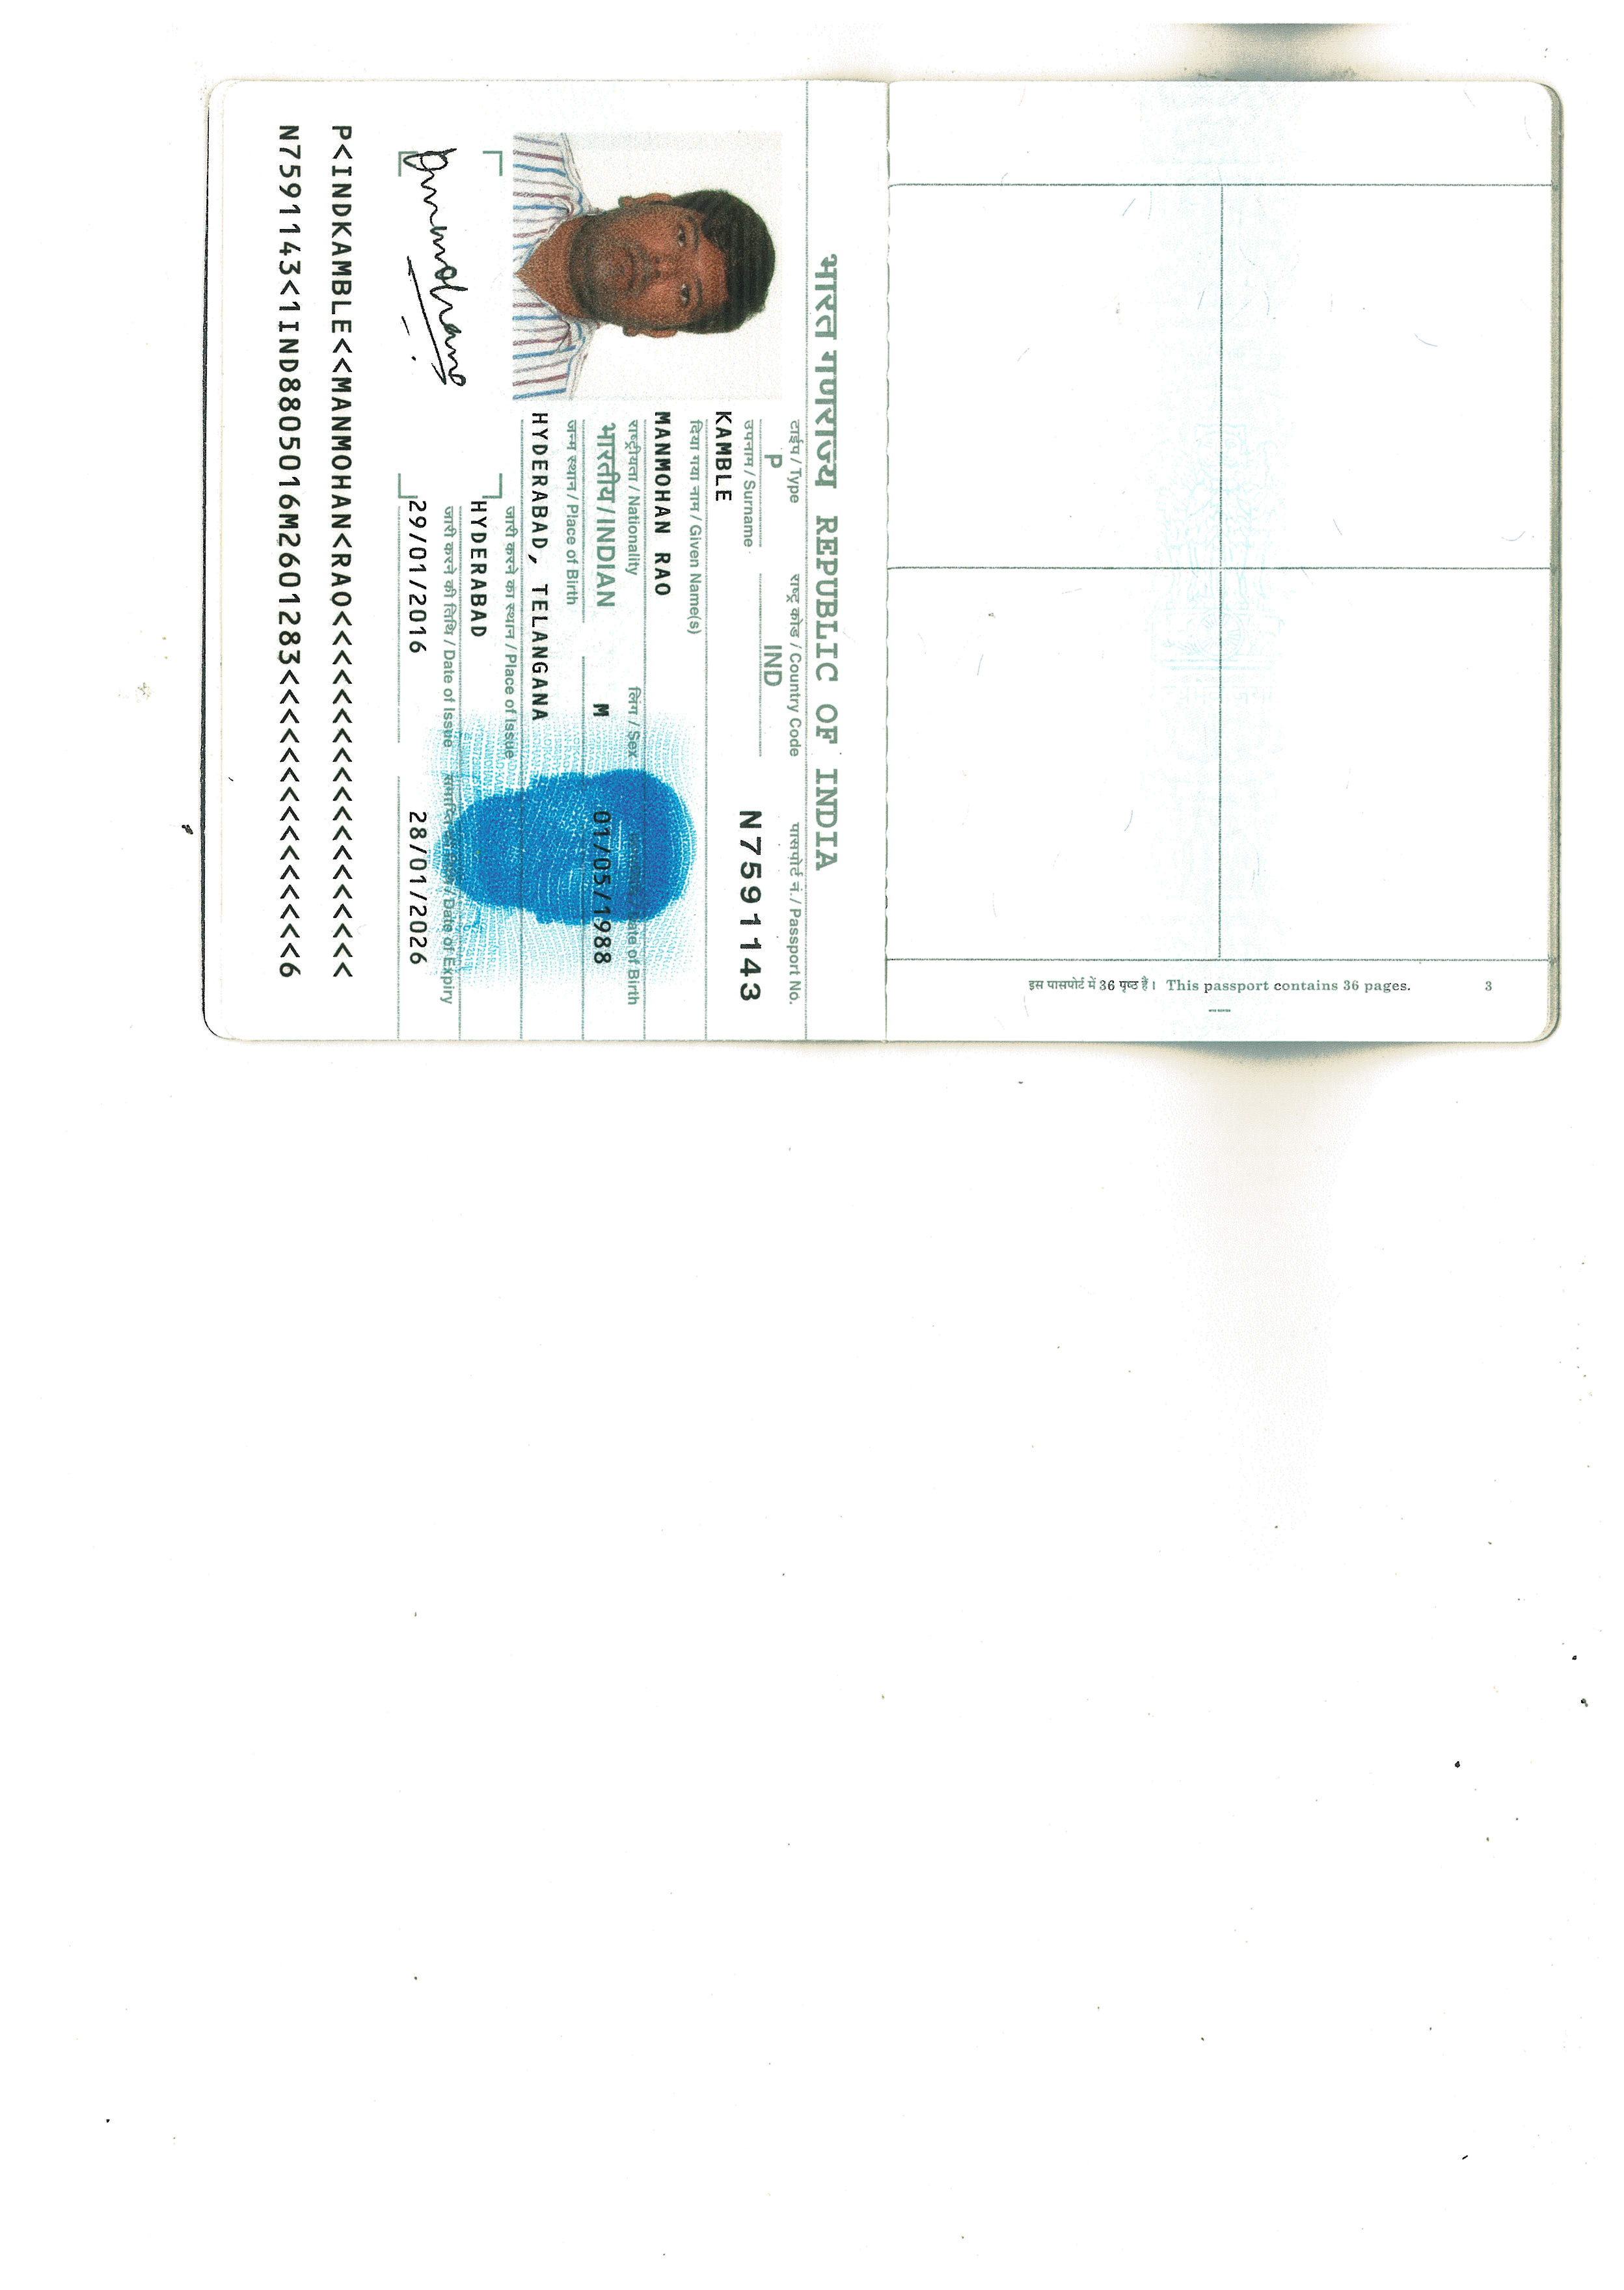 भारत गणराज्य REPUBLIC OF INDIA
टाईप / Type
राष्ट्र कोड / Country Code
पासपोर्ट नं. / Passport No.
P
IND
N7591143
उपनाम / Surname
KAMBLE
दिया गया नाम / Given Name(s)
MANMOHAN RAO
राष्ट्रीयता / Nationality
लिंग / Sex
Date of Birth
भारतीय / INDIAN
M
01/05/1988
जन्म स्थान / Place of Birth
HYDERABAD, TELANGANA
जारी करने का स्थान / Place of Issue
HYDERABAD
जारी करने की तिथि / Date of Issue
समाप्ति / Date of Expiry
29/01/2016
28/01/2026
P<INDKAMBLE<<MANMOHAN<RAO<<<<<<<<<<<<<<<<<<<
N7591143<1IND8805016M2601283<<<<<<<<<<<<<<<6
इस पासपोर्ट में 36 पृष्ठ हैं। This passport contains 36 pages.
3